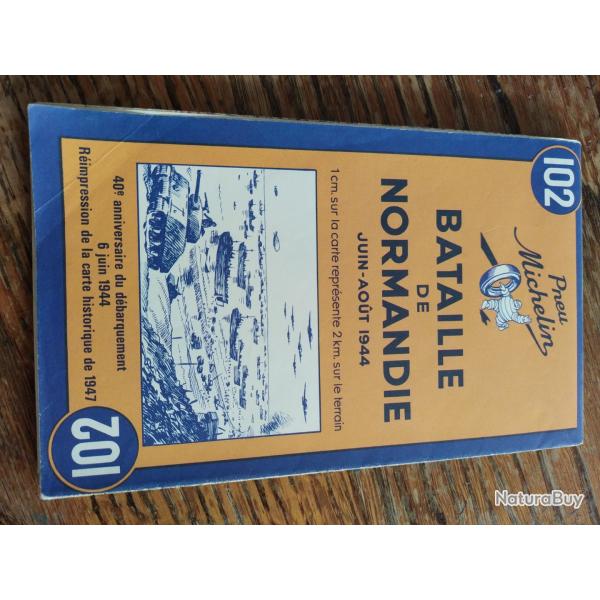 102
Pneu
Michelin
BATAILLE
DE
NORMANDIE
JUIN-AOÛT 1944
1 cm. sur la carte représente 2 km. sur le terrain
40e anniversaire du débarquement
6 juin 1944
Réimpression de la carte historique de 1947
102
NaturaBuy